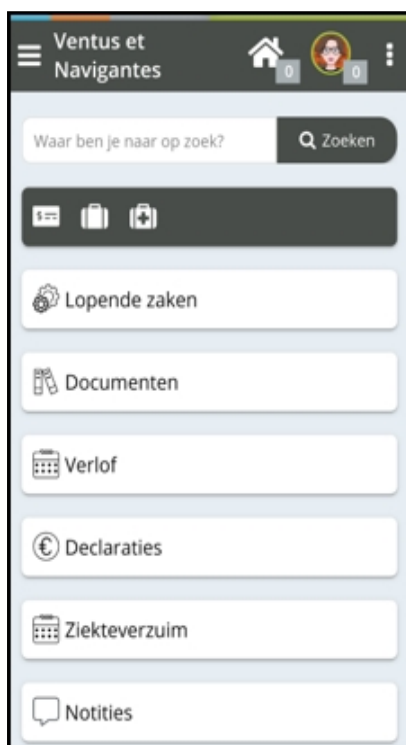 Ventus et
Navigantes
0
0
Waar ben je naar op zoek?
Zoeken
Lopende zaken
Documenten
Verlof
Declaraties
Ziekteverzuim
Notities